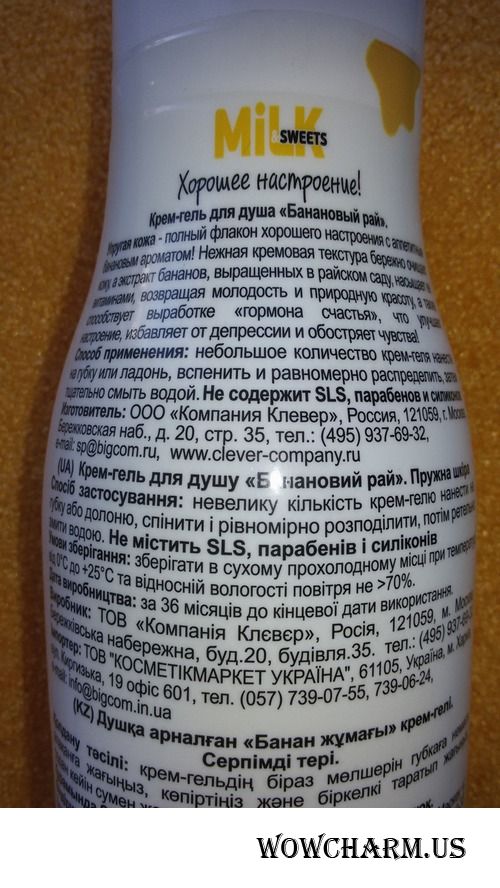 MiLK
& SWEETS
Хорошее настроение!
Крем-гель для душа «Банановый рай».
Упругая кожа - полный флакон хорошего настроения с аппетитным
банановым ароматом! Нежная кремовая текстура бережно очищает
кожу, а экстракт бананов, выращенных в райском саду, насыщает
витаминами, возвращая молодость и природную красоту, а также
способствует выработке «гормона счастья», что улучшает
настроение, избавляет от депрессии и обостряет чувства!
Способ применения: небольшое количество крем-геля нанести
на губку или ладонь, вспенить и равномерно распределить, затем
тщательно смыть водой. Не содержит SLS, парабенов и силиконов.
Изготовитель: ООО «Компания Клевер», Россия, 121059, г. Москва,
Бережковская наб., д. 20, стр. 35, тел.: (495) 937-69-32,
e-mail: sp@bigcom.ru, www.clever-company.ru
(UA) Крем-гель для душу «Банановий рай». Пружна шкіра
Спосіб застосування: невелику кількість крем-гелю нанести на
губку або долоню, спінити і рівномірно розподілити, потім ретельно
змити водою. Не містить SLS, парабенів і силіконів
Умови зберігання: зберігати в сухому прохолодному місці при температурі
від 0°С до +25°С та відносній вологості повітря не >70%.
Дата виробництва: за 36 місяців до кінцевої дати використання.
Виробник: ТОВ «Компанія Клєвєр», Росія, 121059, м. Москва,
Бережківська набережна, буд.20, будівля.35. тел.: (495) 937-69-
Імпортер: ТОВ "КОСМЕТІКМАРКЕТ УКРАЇНА", 61105, Україна, м. Харків,
вул. Киргизька, 19 офіс 601, тел. (057) 739-07-55, 739-06-24,
e-mail: info@bigcom.in.ua
(KZ) Душқа арналған «Банан жұмағы» крем-гелі.
Серпімді тері.
Қолдану тәсілі: крем-гельдің біраз мөлшерін губкаға немесе
жағыңыз, көпіртіңіз және біркелкі таратып
кейін сумен
WOWCHARM.US